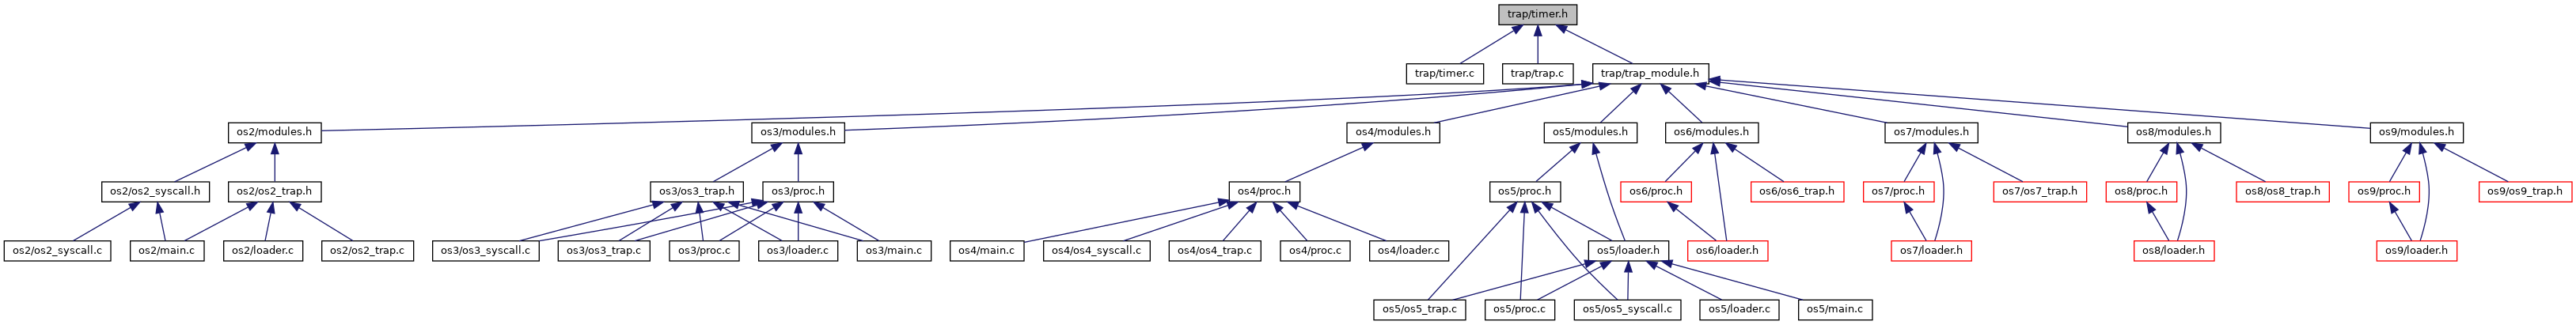 trap/timer.h
trap/timer.c
trap/trap.c
trap/trap_module.h
os2/modules.h
os3/modules.h
os4/modules.h
os5/modules.h
os6/modules.h
os7/modules.h
os8/modules.h
os9/modules.h
os2/os2_syscall.h
os2/os2_trap.h
os3/os3_trap.h
os3/proc.h
os4/proc.h
os5/proc.h
os6/proc.h
os6/os6_trap.h
os7/proc.h
os7/os7_trap.h
os8/proc.h
os8/os8_trap.h
os9/proc.h
os9/os9_trap.h
os2/os2_syscall.c
os2/main.c
os2/loader.c
os2/os2_trap.c
os3/os3_syscall.c
os3/os3_trap.c
os3/proc.c
os3/loader.c
os3/main.c
os4/main.c
os4/os4_syscall.c
os4/os4_trap.c
os4/proc.c
os4/loader.c
os5/loader.h
os6/loader.h
os7/loader.h
os8/loader.h
os9/loader.h
os5/os5_trap.c
os5/proc.c
os5/os5_syscall.c
os5/loader.c
os5/main.c